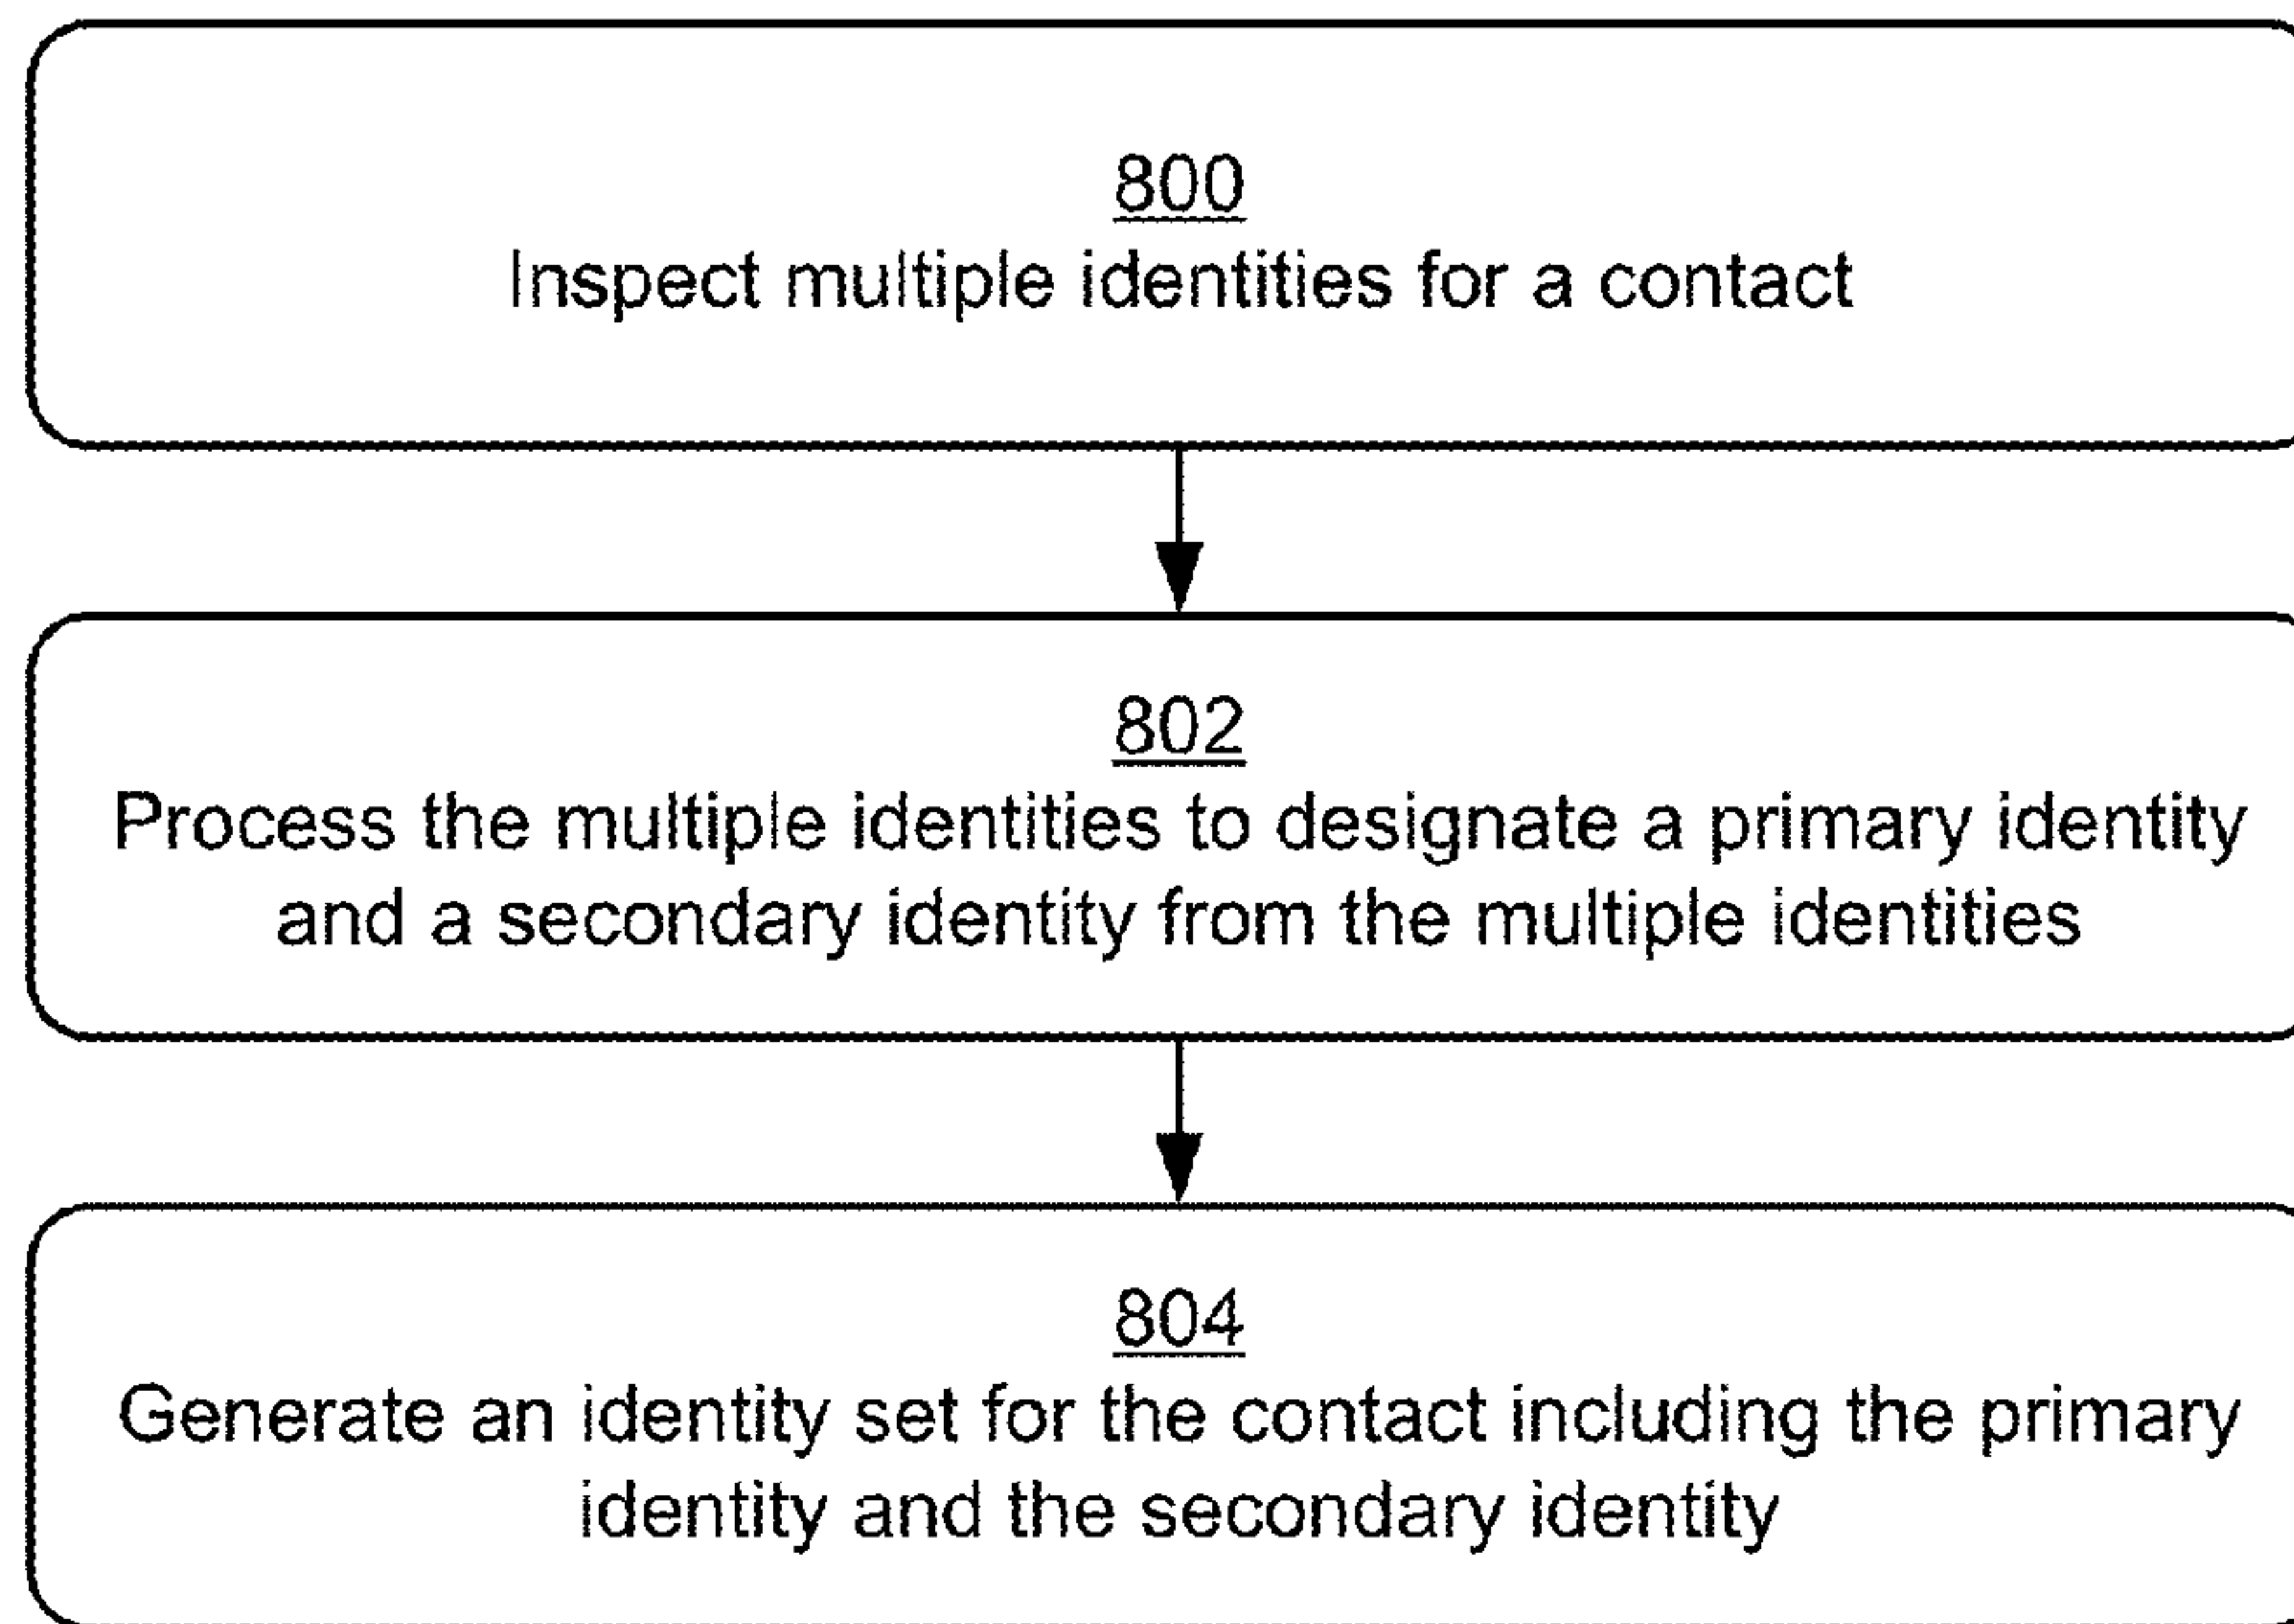 800
Inspect multiple identities for a contact
802
Process the multiple identities to designate a primary identity
and a secondary identity from the multiple identities
804
Generate an identity set for the contact including the primary
identity and the secondary identity